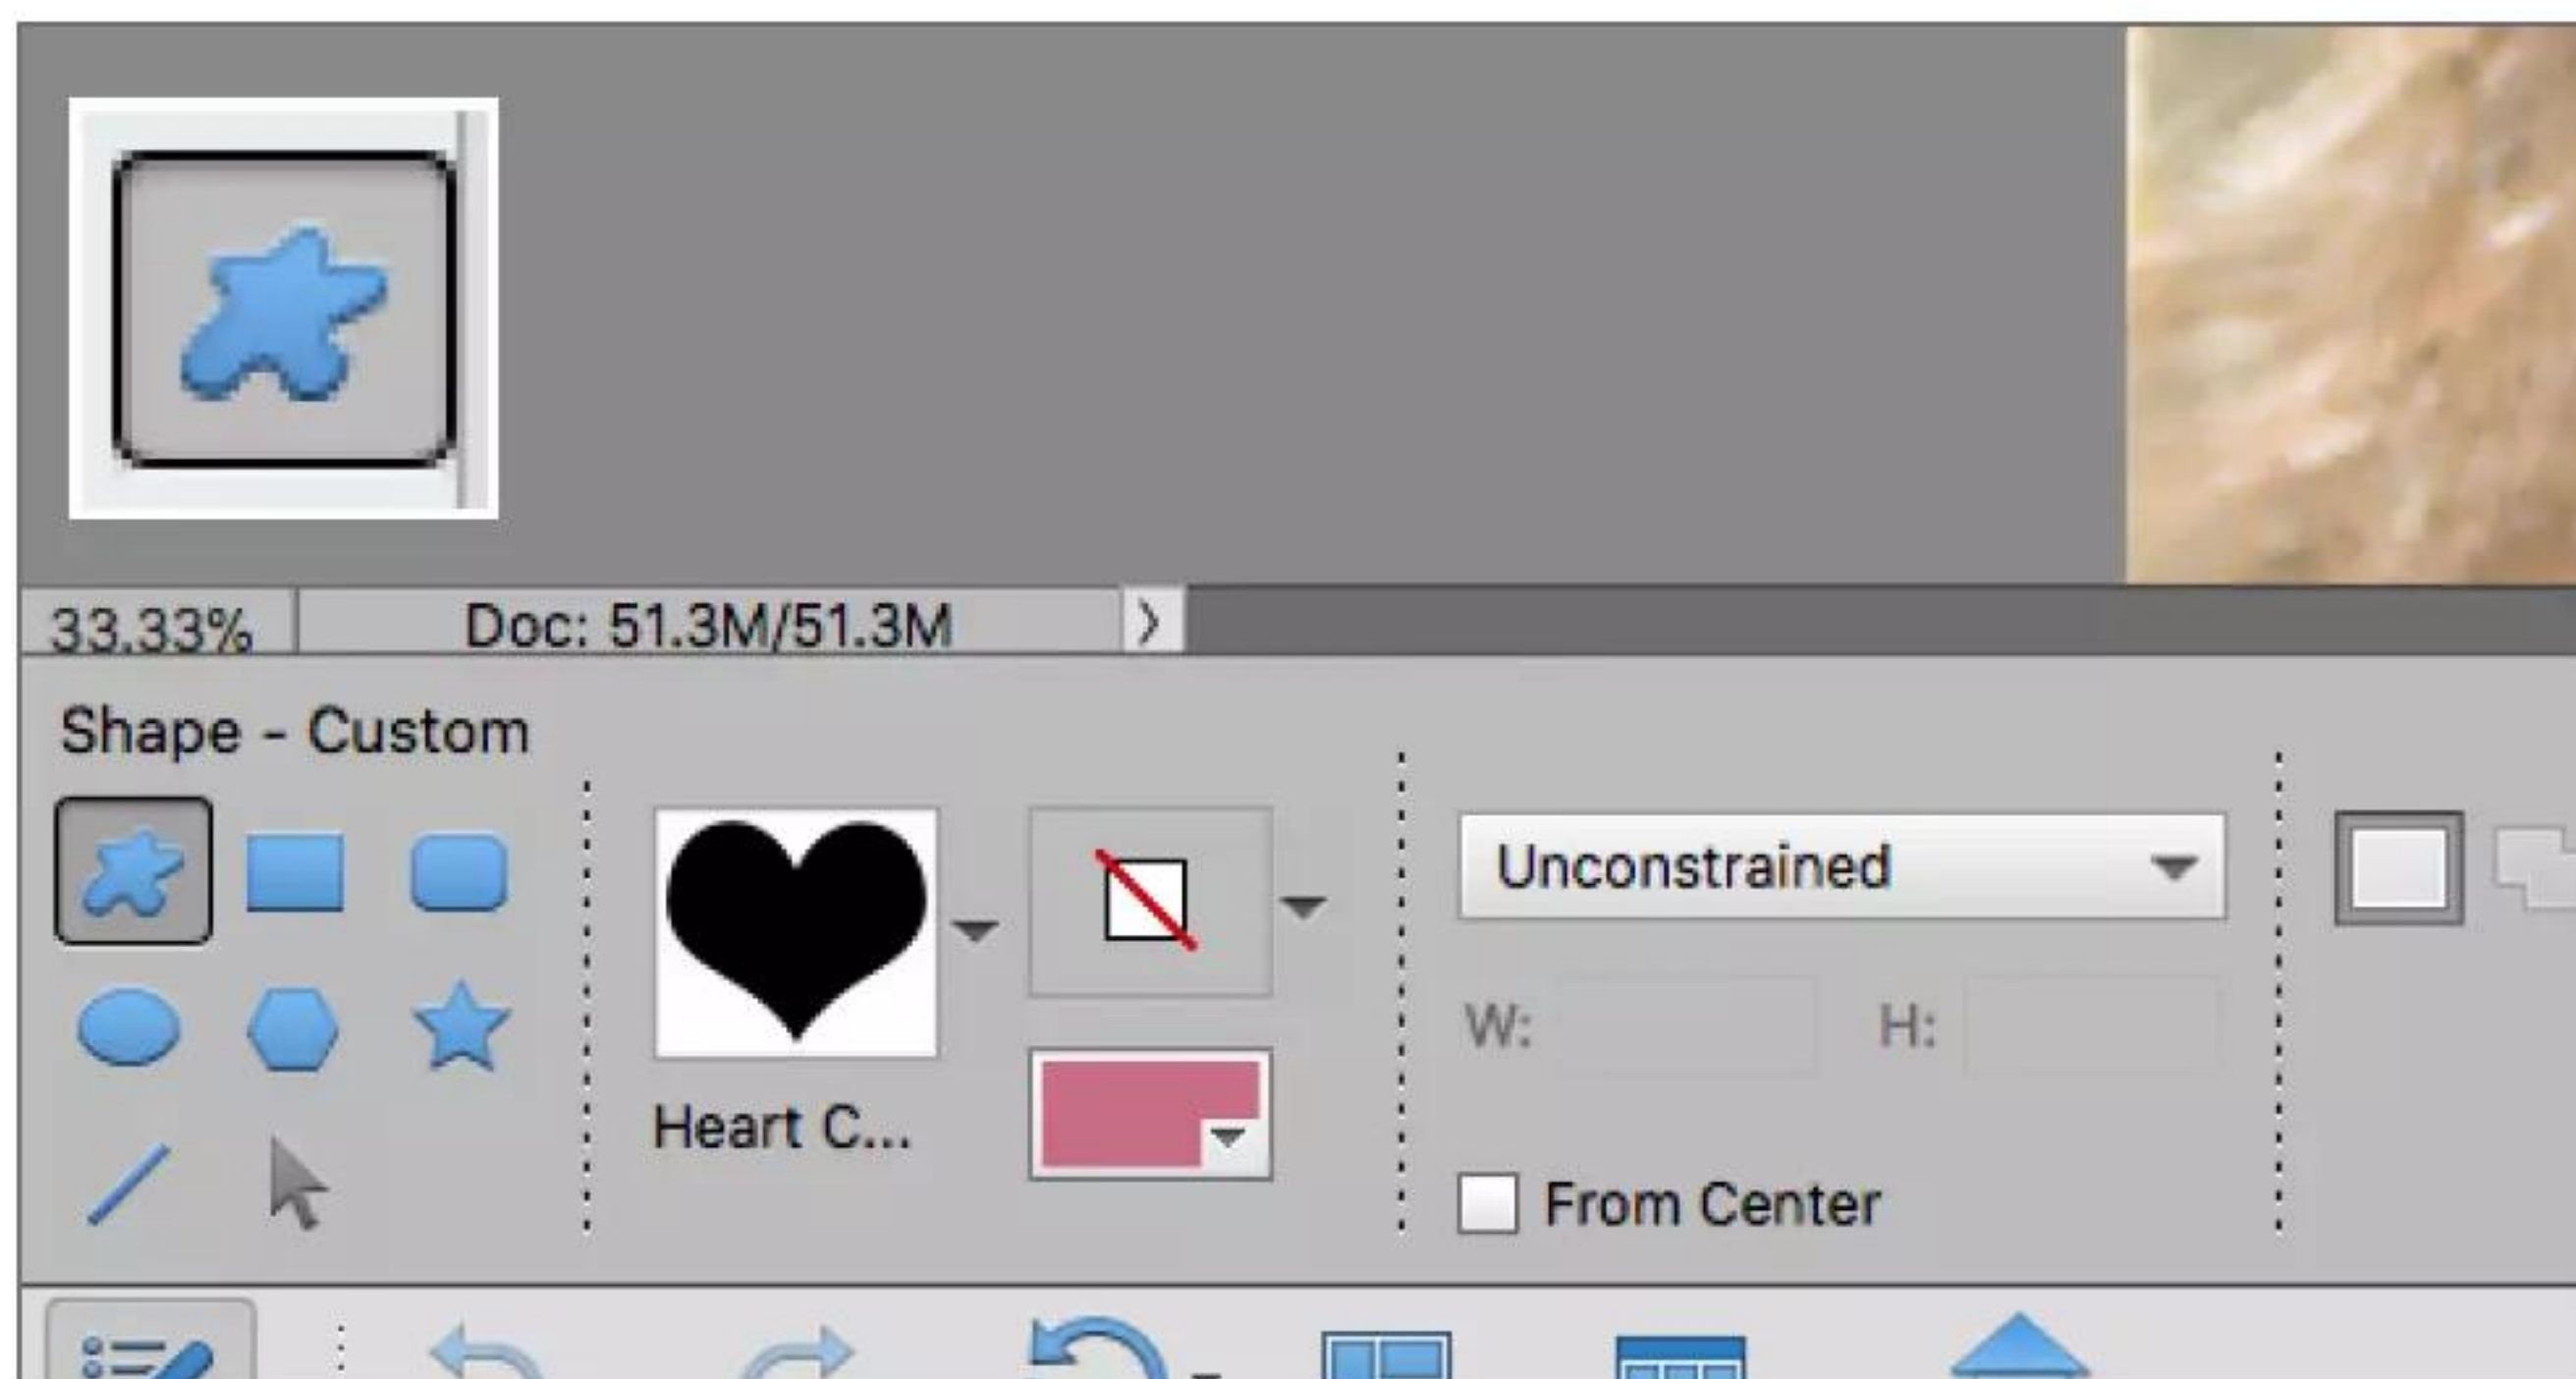 33.33%
Doc: 51.3M/51.3M
Shape - Custom
Unconstrained
W:
H:
Heart C...
From Center